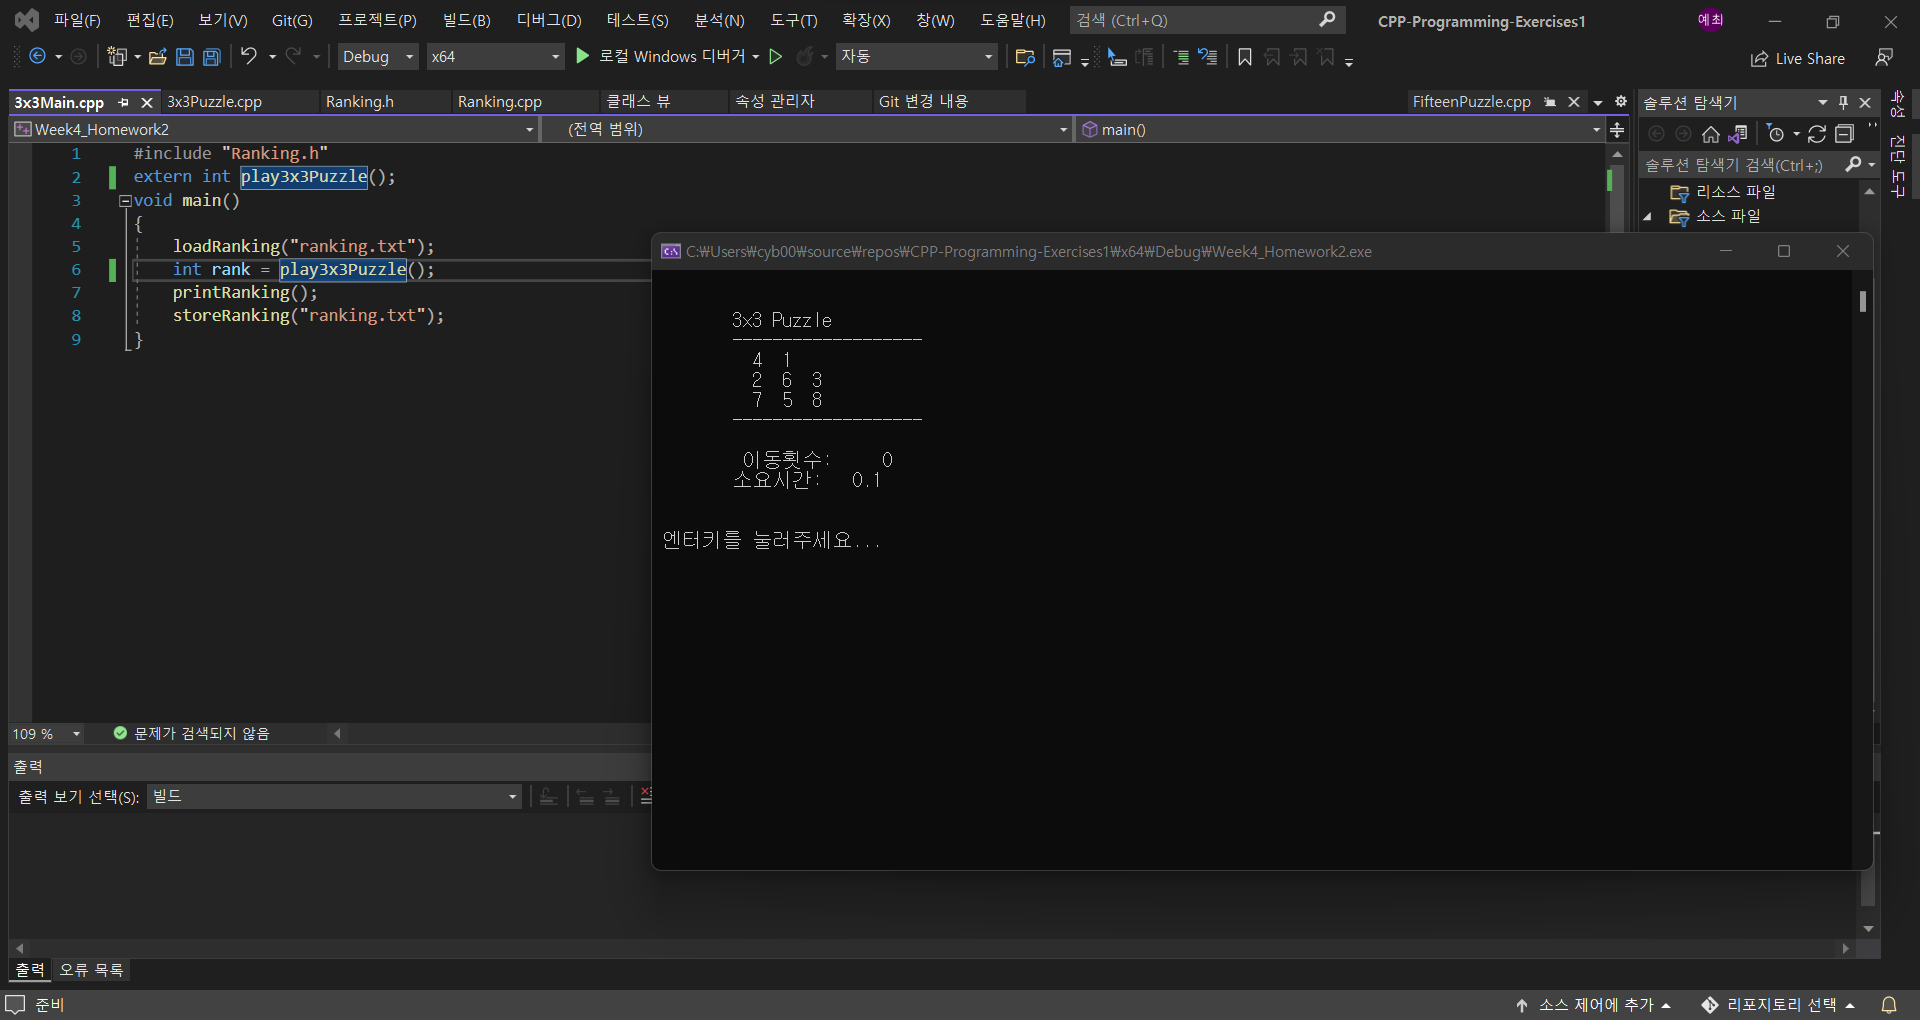 파일(F) 편집(E) 보기(V) Git(G) 프로젝트(P) 빌드(B) 디버그(D) 테스트(S) 분석(N) 도구(T) 확장(X) 창(W) 도움말(H) 검색 (Ctrl+Q) CPP-Programming-Exercises1 예최
Debug x64 로컬 Windows 디버거 자동 Live Share
3x3Main.cpp 3x3Puzzle.cpp Ranking.h Ranking.cpp 클래스 뷰 속성 관리자 Git 변경 내용 FifteenPuzzle.cpp
Week4_Homework2 (전역 범위) main()
1 #include "Ranking.h"
2 extern int play3x3Puzzle();
3 void main()
4 {
5 loadRanking("ranking.txt");
6 int rank = play3x3Puzzle();
7 printRanking();
8 storeRanking("ranking.txt");
9 }
솔루션 탐색기
솔루션 탐색기 검색(Ctrl+;)
리소스 파일
소스 파일
속성
진단 도구
C:₩Users₩cyb00₩source₩repos₩CPP-Programming-Exercises1₩x64₩Debug₩Week4_Homework2.exe
3x3 Puzzle
-------------------
4 1
2 6 3
7 5 8
-------------------
이동횟수: 0
소요시간: 0.1
엔터키를 눌러주세요...
109 % 문제가 검색되지 않음
출력
출력 보기 선택(S): 빌드
출력 오류 목록
준비 소스 제어에 추가 리포지토리 선택